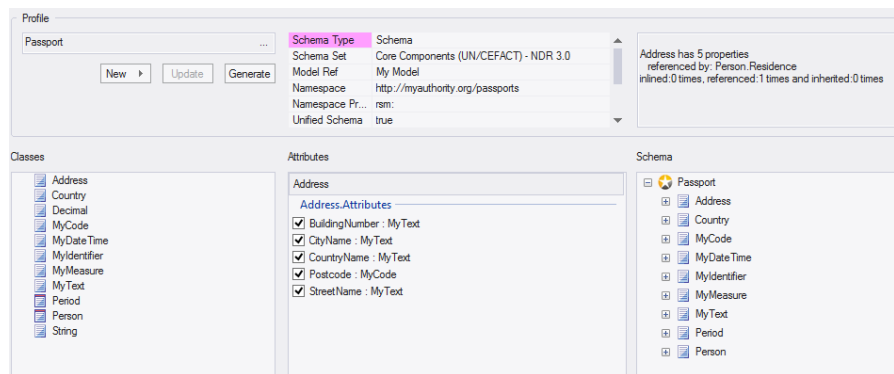 Profile
Passport ...
New Update Generate
Schema Type Schema
Schema Set Core Components (UN/CEFACT) - NDR 3.0
Model Ref My Model
Namespace http://myauthority.org/passports
Namespace Pr... rsm:
Unified Schema true
Address has 5 properties
referenced by: Person.Residence
inlined:0 times, referenced:1 times and inherited:0 times
Classes
Address
Country
Decimal
MyCode
MyDateTime
MyIdentifier
MyMeasure
MyText
Period
Person
String
Attributes
Address
Address.Attributes
BuildingNumber : MyText
CityName : MyText
CountryName : MyText
Postcode : MyCode
StreetName : MyText
Schema
Passport
Address
Country
MyCode
MyDateTime
MyIdentifier
MyMeasure
MyText
Period
Person